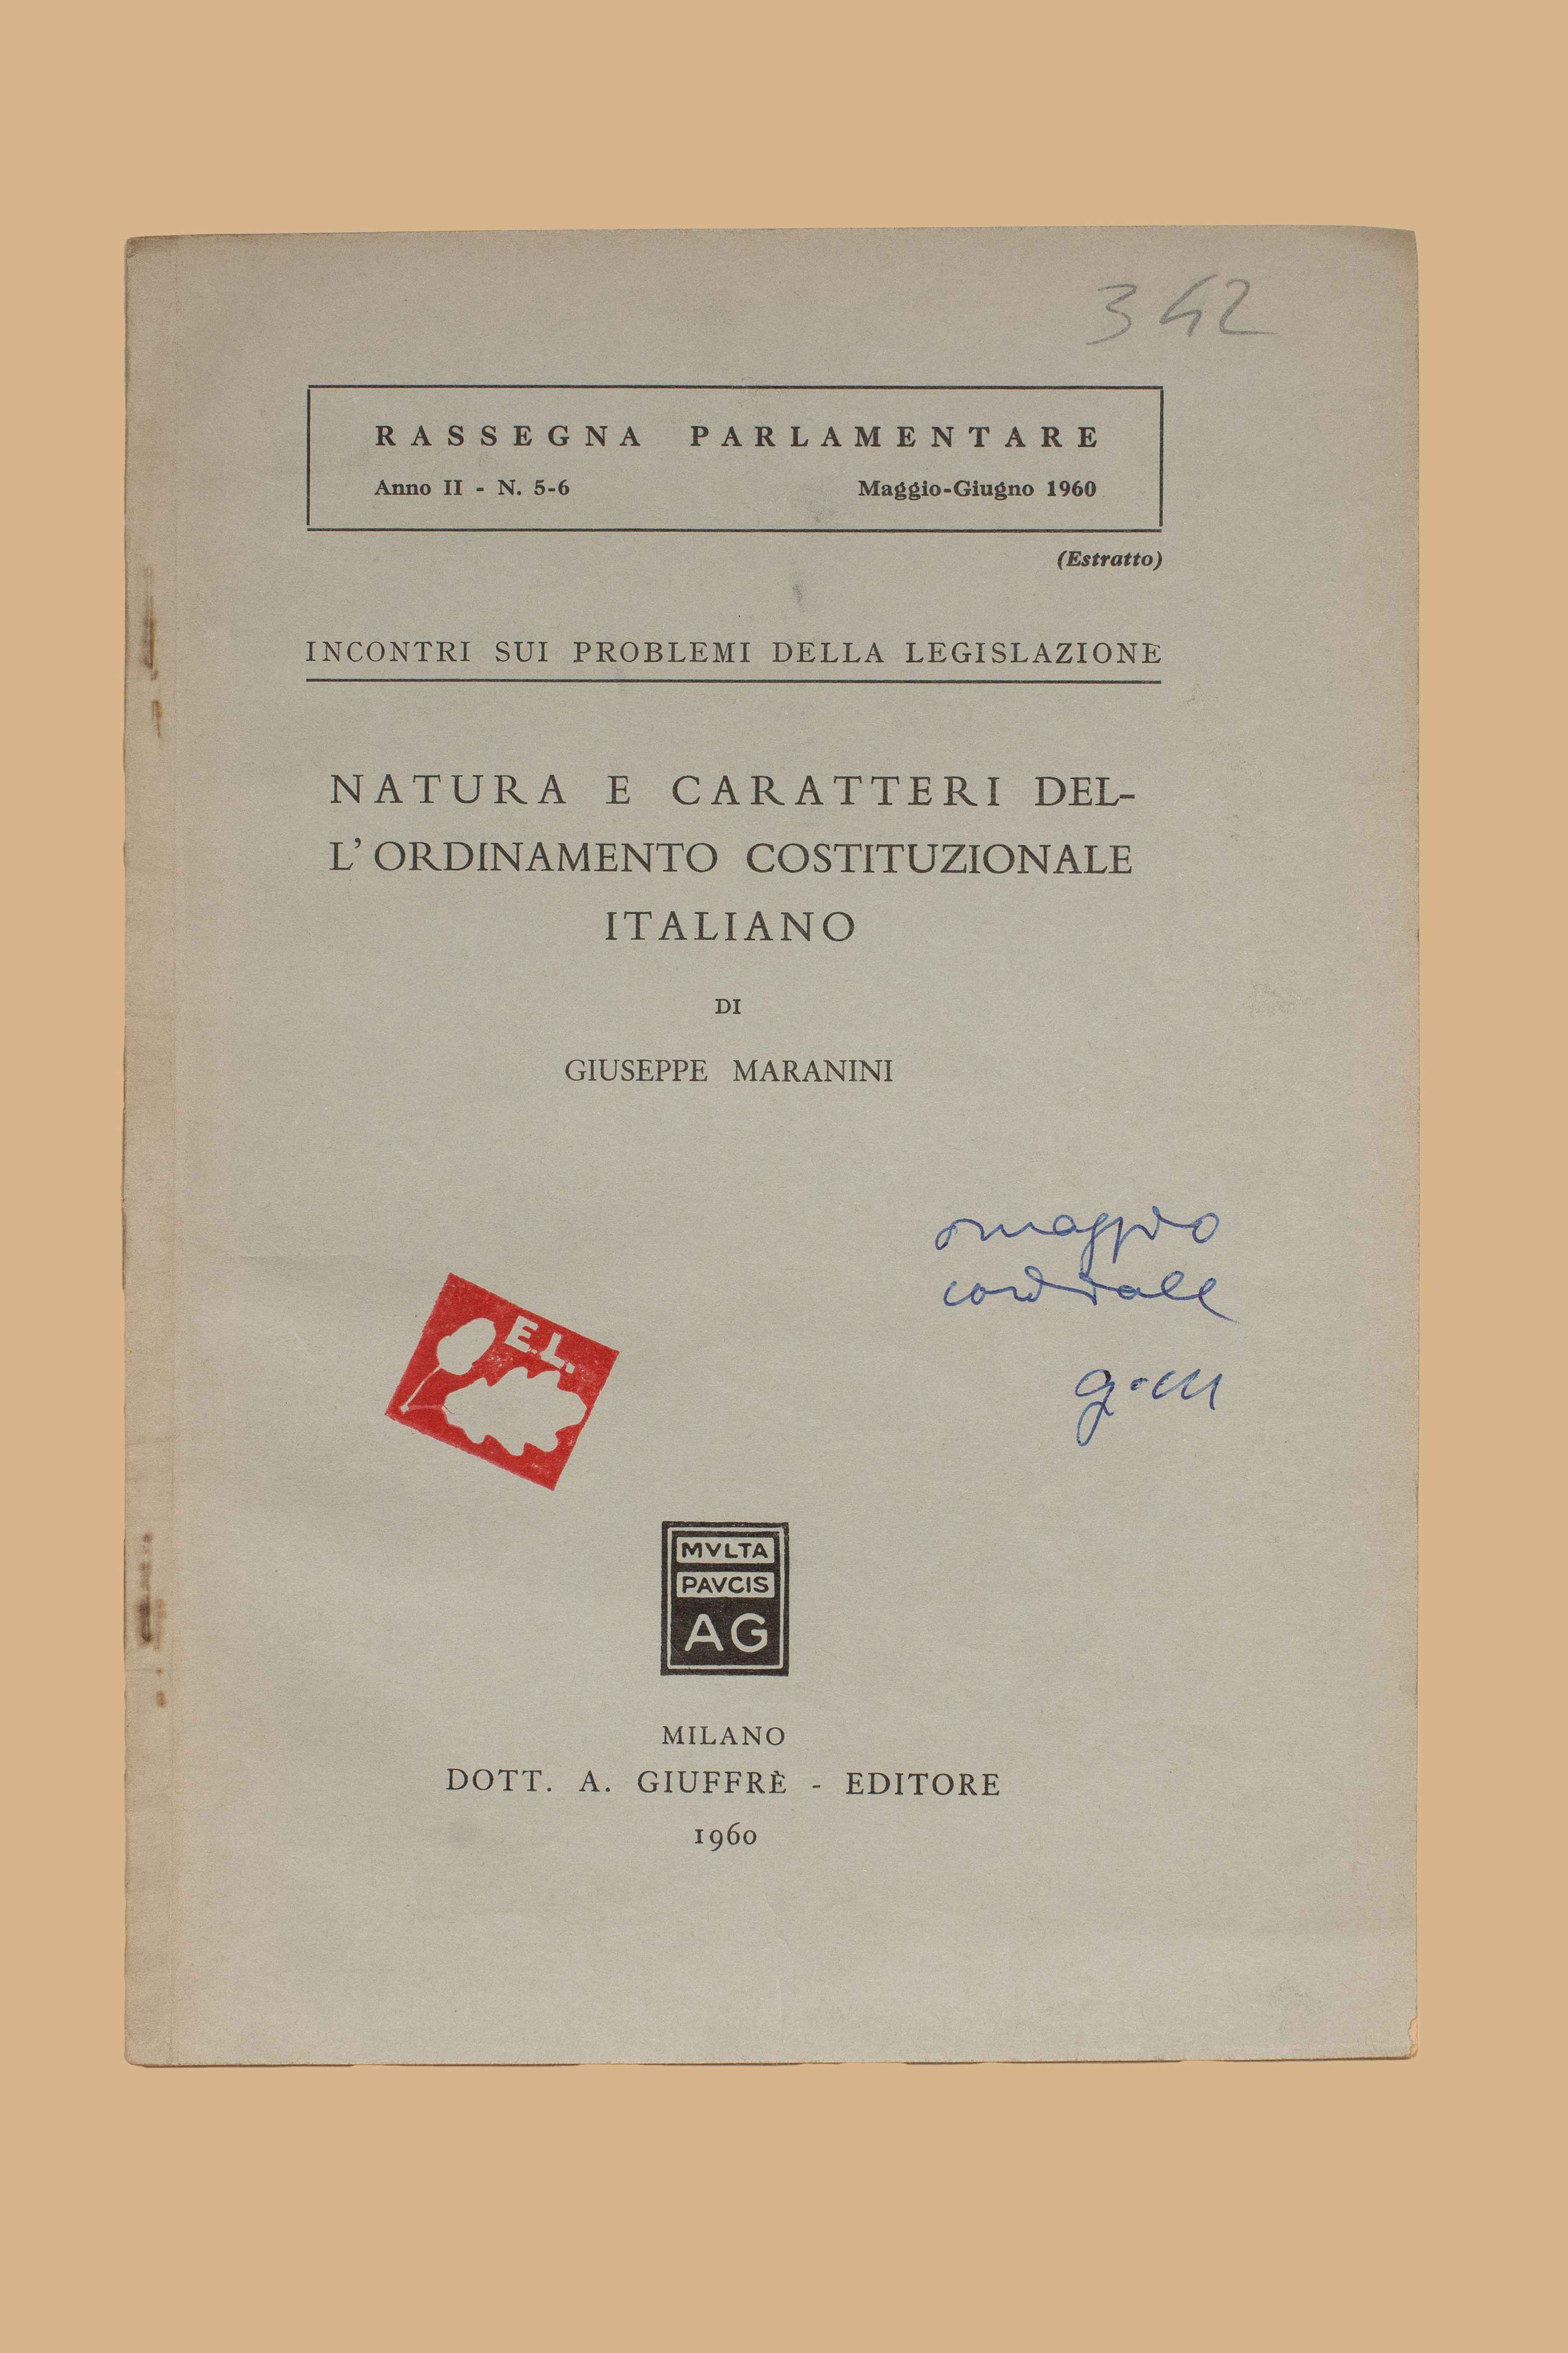 342
RASSEGNA PARLAMENTARE
Anno II - N. 5-6 Maggio-Giugno 1960
(Estratto)
INCONTRI SUI PROBLEMI DELLA LEGISLAZIONE
NATURA E CARATTERI DEL-
L'ORDINAMENTO COSTITUZIONALE
ITALIANO
DI
GIUSEPPE MARANINI
omaggio
cordiale
g.m
E.L.
MVLTA
PAVCIS
AG
MILANO
DOTT. A. GIUFFRÈ - EDITORE
1960